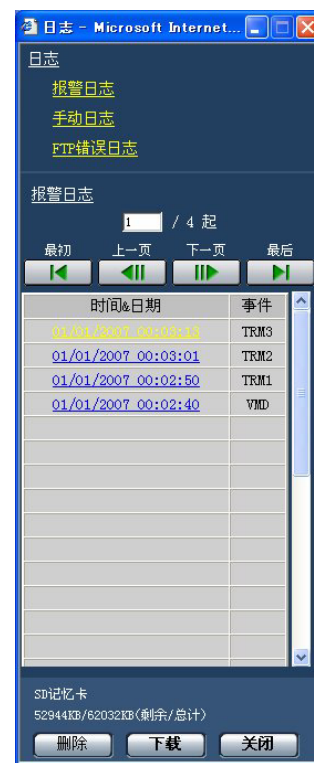 日志 - Microsoft Internet...
日志
报警日志
手动日志
FTP错误日志
报警日志
1 / 4 起
最初 上一页 下一页 最后
时间&日期 事件
01/01/2007 00:03:13 TRM3
01/01/2007 00:03:01 TRM2
01/01/2007 00:02:50 TRM1
01/01/2007 00:02:40 VMD
SD记忆卡
52944KB/62032KB(剩余/总计)
删除 下载 关闭